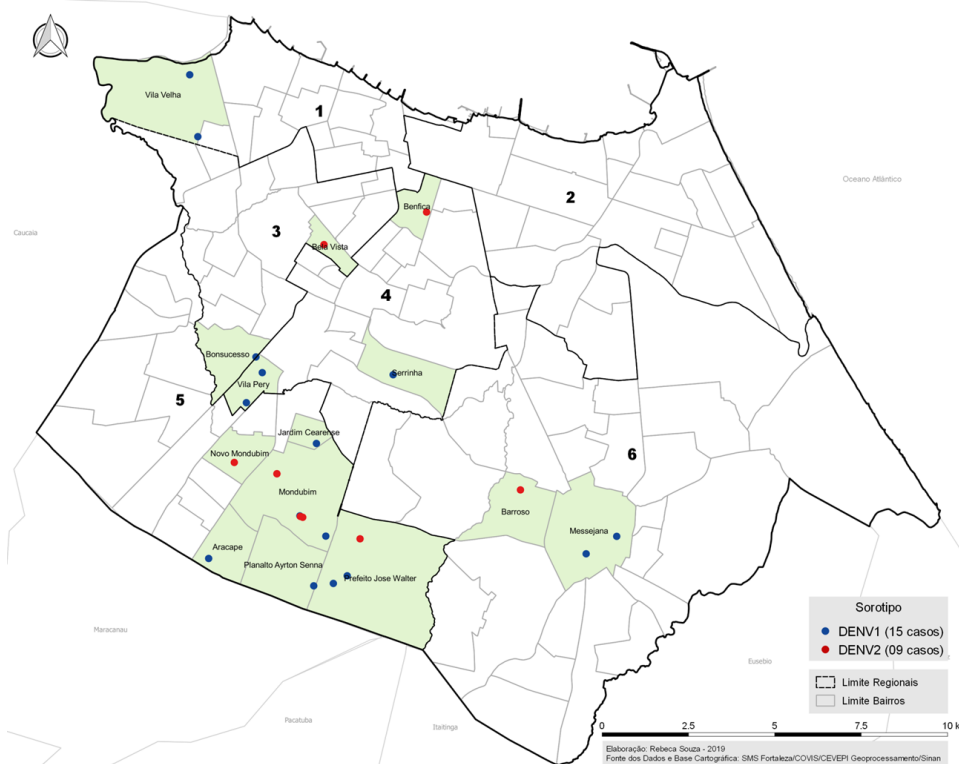 Vila Velha
1
2
Oceano Atlântico
Benfica
3
Bela Vista
Caucaia
4
Bonsucesso
Serrinha
Vila Pery
5
Jardim Cearense
Novo Mondubim
6
Mondubim
Barroso
Messejana
Aracape
Planalto Ayrton Senna
Prefeito Jose Walter
Maracanau
Eusebio
Pacatuba
Itaitinga
Sorotipo
DENV1 (15 casos)
DENV2 (09 casos)
Limite Regionais
Limite Bairros
0 2.5 5 7.5 10 k
Elaboração: Rebeca Souza - 2019
Fonte dos Dados e Base Cartográfica: SMS Fortaleza/COVIS/CEVEPI Geoprocessamento/Sinan